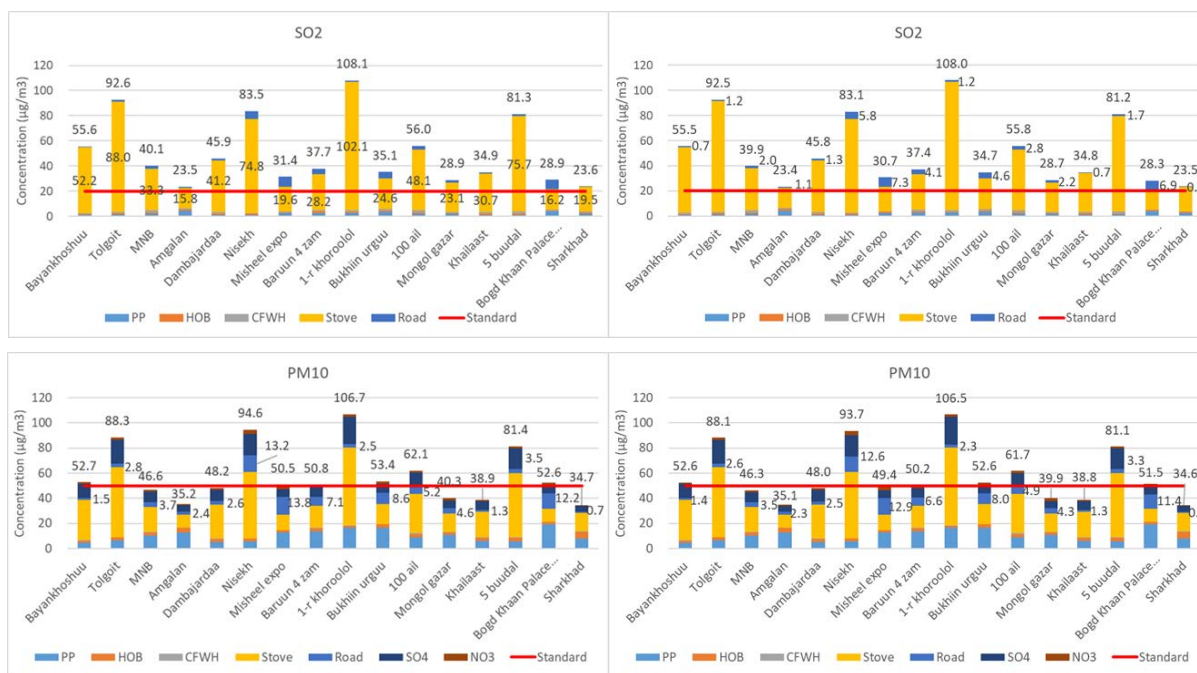 SO2
Concentration (µg/m3)
120
100
80
60
40
20
0
55.6
92.6
40.1
23.5
45.9
83.5
31.4
37.7
108.1
35.1
56.0
28.9
34.9
81.3
28.9
23.6
52.2
88.0
33.3
15.8
41.2
74.8
19.6
28.2
102.1
24.6
48.1
23.1
30.7
75.7
16.2
19.5
Bayankhoshuu
Tolgoit
MNB
Amgalan
Dambajardaa
Nisekh
Misheel expo
Baruun 4 zam
1-r khoroolol
Bukhiin urguu
100 ail
Mongol gazar
Khailaast
5 buudal
Bogd Khaan Palace…
Sharkhad
PP HOB CFWH Stove Road Standard
SO2
Concentration (µg/m3)
120
100
80
60
40
20
0
55.5
92.5
39.9
23.4
45.8
83.1
30.7
37.4
108.0
34.7
55.8
28.7
34.8
81.2
28.3
23.5
0.7
1.2
2.0
1.1
1.3
5.8
7.3
4.1
1.2
4.6
2.8
2.2
0.7
1.7
6.9
Bayankhoshuu
Tolgoit
MNB
Amgalan
Dambajardaa
Nisekh
Misheel expo
Baruun 4 zam
1-r khoroolol
Bukhiin urguu
100 ail
Mongol gazar
Khailaast
5 buudal
Bogd Khaan Palace…
Sharkhad
PP HOB CFWH Stove Road Standard
PM10
Concentration (µg/m3)
120
100
80
60
40
20
0
52.7
88.3
46.6
35.2
48.2
94.6
50.5
50.8
106.7
53.4
62.1
40.3
38.9
81.4
52.6
34.7
1.5
2.8
3.7
2.4
2.6
13.2
13.8
7.1
2.5
8.6
5.2
4.6
1.3
3.5
12.2
0.7
Bayankhoshuu
Tolgoit
MNB
Amgalan
Dambajardaa
Nisekh
Misheel expo
Baruun 4 zam
1-r khoroolol
Bukhiin urguu
100 ail
Mongol gazar
Khailaast
5 buudal
Bogd Khaan Palace…
Sharkhad
PP HOB CFWH Stove Road SO4 NO3 Standard
PM10
Concentration (µg/m3)
120
100
80
60
40
20
0
52.6
88.1
46.3
35.1
48.0
93.7
49.4
50.2
106.5
52.6
61.7
39.9
38.8
81.1
51.5
34.6
1.4
2.6
3.5
2.3
2.5
12.6
12.9
6.6
2.3
8.0
4.9
4.3
1.3
3.3
11.4
Bayankhoshuu
Tolgoit
MNB
Amgalan
Dambajardaa
Nisekh
Misheel expo
Baruun 4 zam
1-r khoroolol
Bukhiin urguu
100 ail
Mongol gazar
Khailaast
5 buudal
Bogd Khaan Palace…
Sharkhad
PP HOB CFWH Stove Road SO4 NO3 Standard